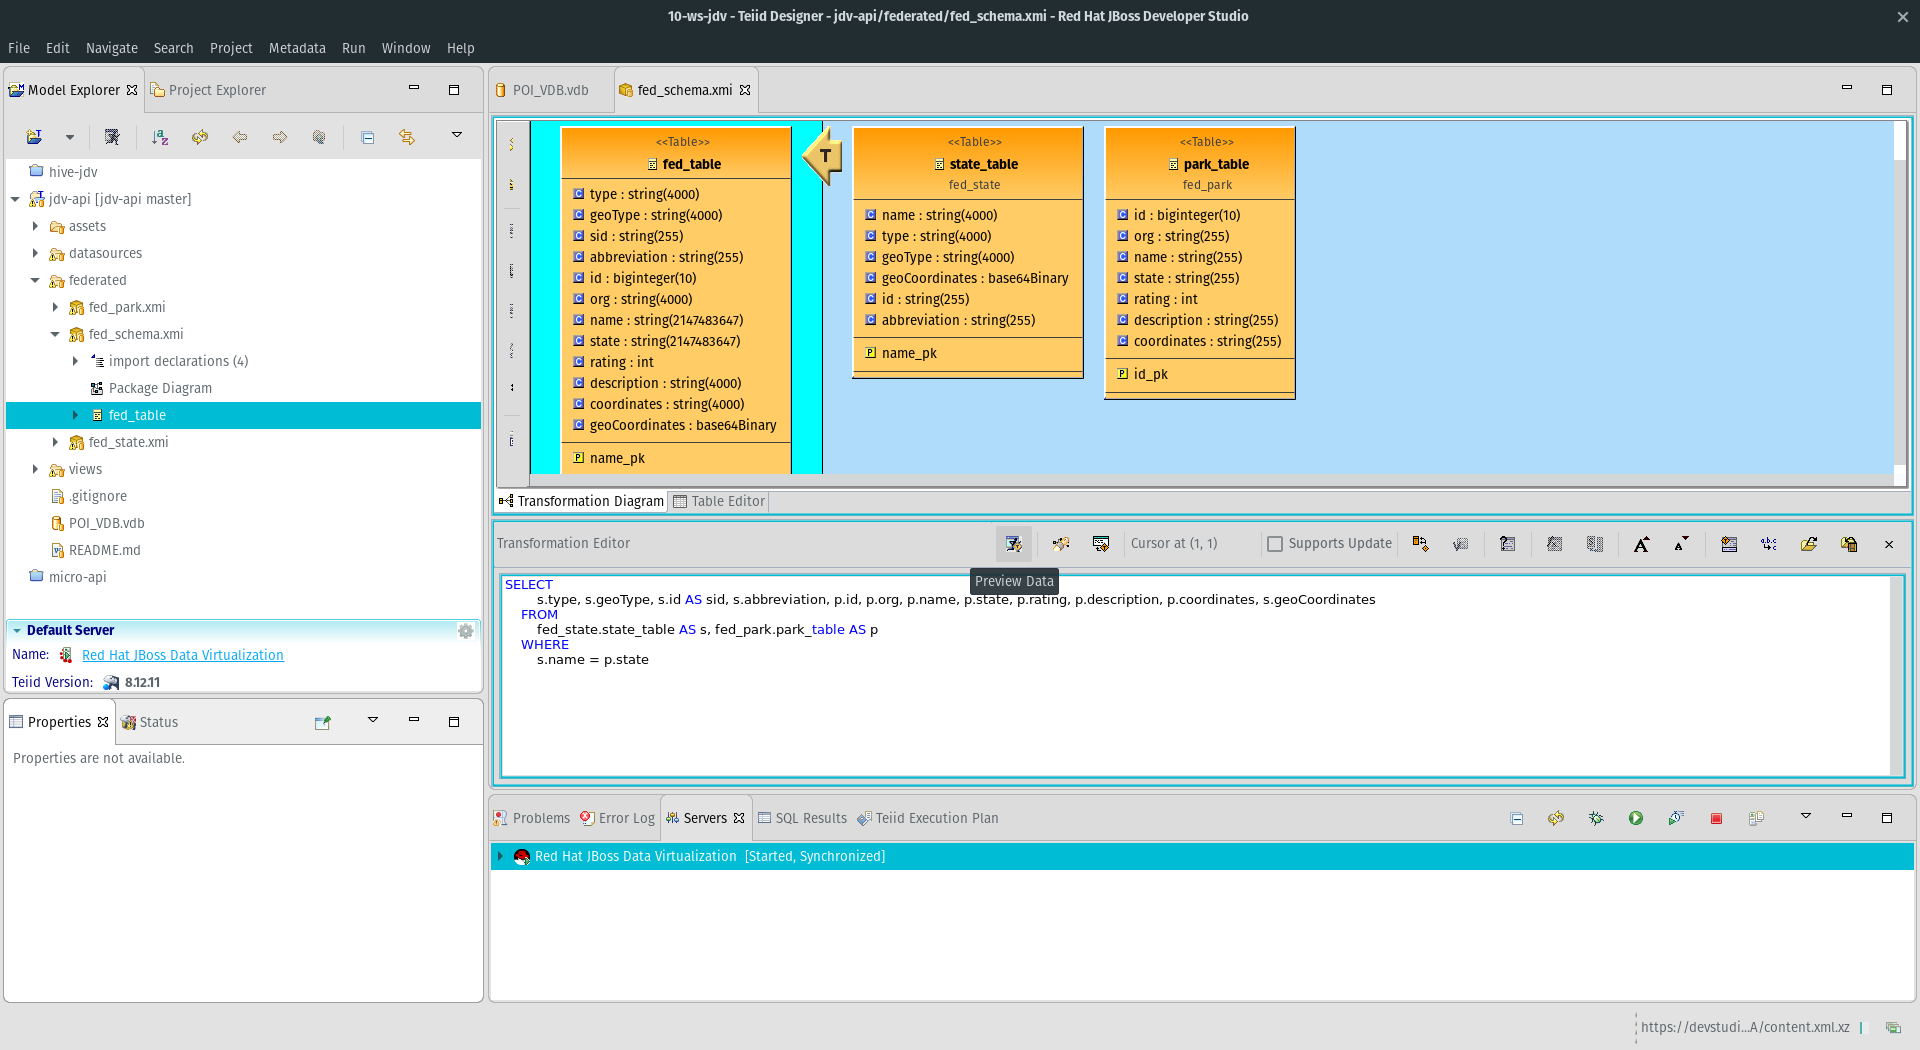 10-ws-jdv - Teiid Designer - jdv-api/federated/fed_schema.xmi - Red Hat JBoss Developer Studio
File Edit Navigate Search Project Metadata Run Window Help
Model Explorer
Project Explorer
hive-jdv
jdv-api [jdv-api master]
assets
datasources
federated
fed_park.xmi
fed_schema.xmi
import declarations (4)
Package Diagram
fed_table
fed_state.xmi
views
.gitignore
POI_VDB.vdb
README.md
micro-api
Default Server
Name: Red Hat JBoss Data Virtualization
Teiid Version: 8.12.11
Properties
Status
Properties are not available.
POI_VDB.vdb
fed_schema.xmi
<<Table>>
fed_table
type : string(4000)
geoType : string(4000)
sid : string(255)
abbreviation : string(255)
id : biginteger(10)
org : string(4000)
name : string(2147483647)
state : string(2147483647)
rating : int
description : string(4000)
coordinates : string(4000)
geoCoordinates : base64Binary
name_pk
T
<<Table>>
state_table
fed_state
name : string(4000)
type : string(4000)
geoType : string(4000)
geoCoordinates : base64Binary
id : string(255)
abbreviation : string(255)
name_pk
<<Table>>
park_table
fed_park
id : biginteger(10)
org : string(255)
name : string(255)
state : string(255)
rating : int
description : string(255)
coordinates : string(255)
id_pk
Transformation Diagram
Table Editor
Transformation Editor
Cursor at (1, 1)
Supports Update
Preview Data
SELECT
s.type, s.geoType, s.id AS sid, s.abbreviation, p.id, p.org, p.name, p.state, p.rating, p.description, p.coordinates, s.geoCoordinates
FROM
fed_state.state_table AS s, fed_park.park_table AS p
WHERE
s.name = p.state
Problems
Error Log
Servers
SQL Results
Teiid Execution Plan
Red Hat JBoss Data Virtualization [Started, Synchronized]
https://devstudi...A/content.xml.xz